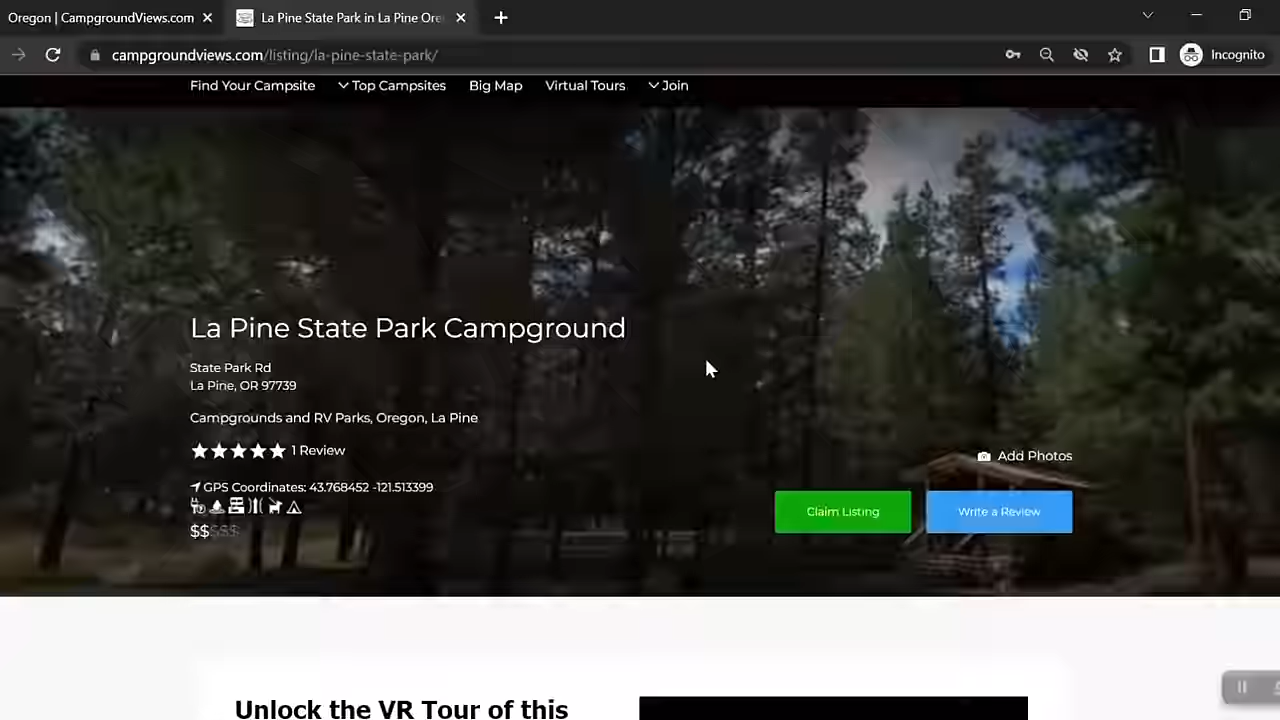 Oregon | CampgroundViews.com
La Pine State Park in La Pine Ore
campgroundviews.com/listing/la-pine-state-park/
Incognito
Find Your Campsite
Top Campsites
Big Map
Virtual Tours
Join
La Pine State Park Campground
State Park Rd
La Pine, OR 97739
Campgrounds and RV Parks, Oregon, La Pine
1 Review
GPS Coordinates: 43.768452 -121.513399
$$$$$
Add Photos
Claim Listing
Write a Review
Unlock the VR Tour of this